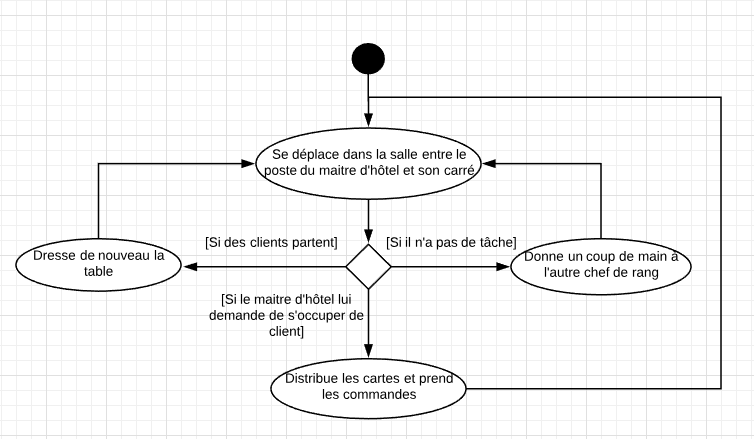 Se déplace dans la salle entre le
poste du maitre d'hôtel et son carré
[Si des clients partent]
[Si il n'a pas de tâche]
Dresse de nouveau la
table
Donne un coup de main à
l'autre chef de rang
[Si le maitre d'hôtel lui
demande de s'occuper de
client]
Distribue les cartes et prend
les commandes